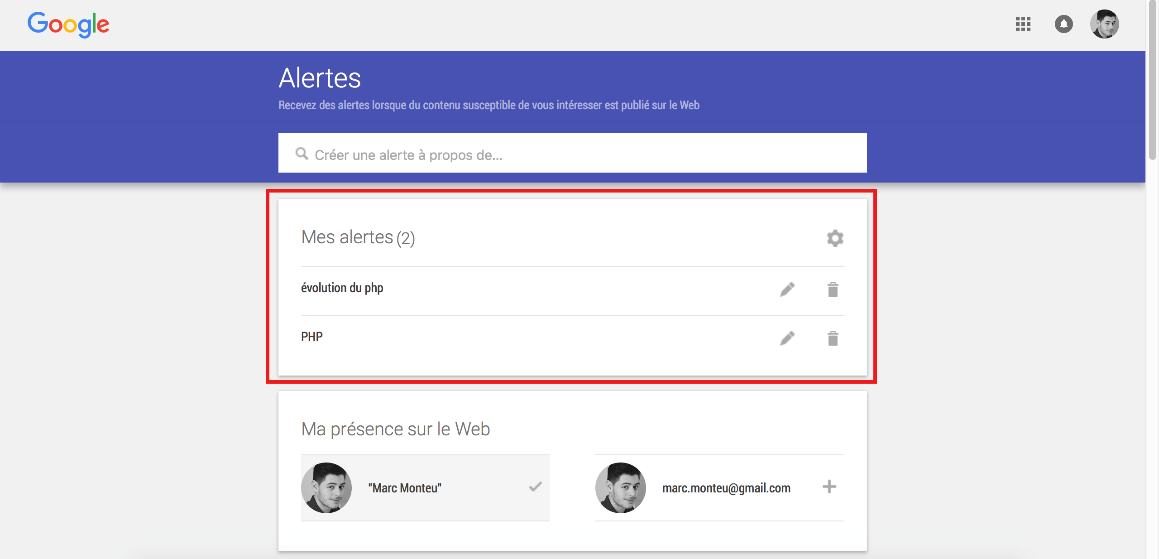 Google
Alertes
Recevez des alertes lorsque du contenu susceptible de vous intéresser est publié sur le Web
Créer une alerte à propos de...
Mes alertes (2)
évolution du php
PHP
Ma présence sur le Web
"Marc Monteu"
marc.monteu@gmail.com